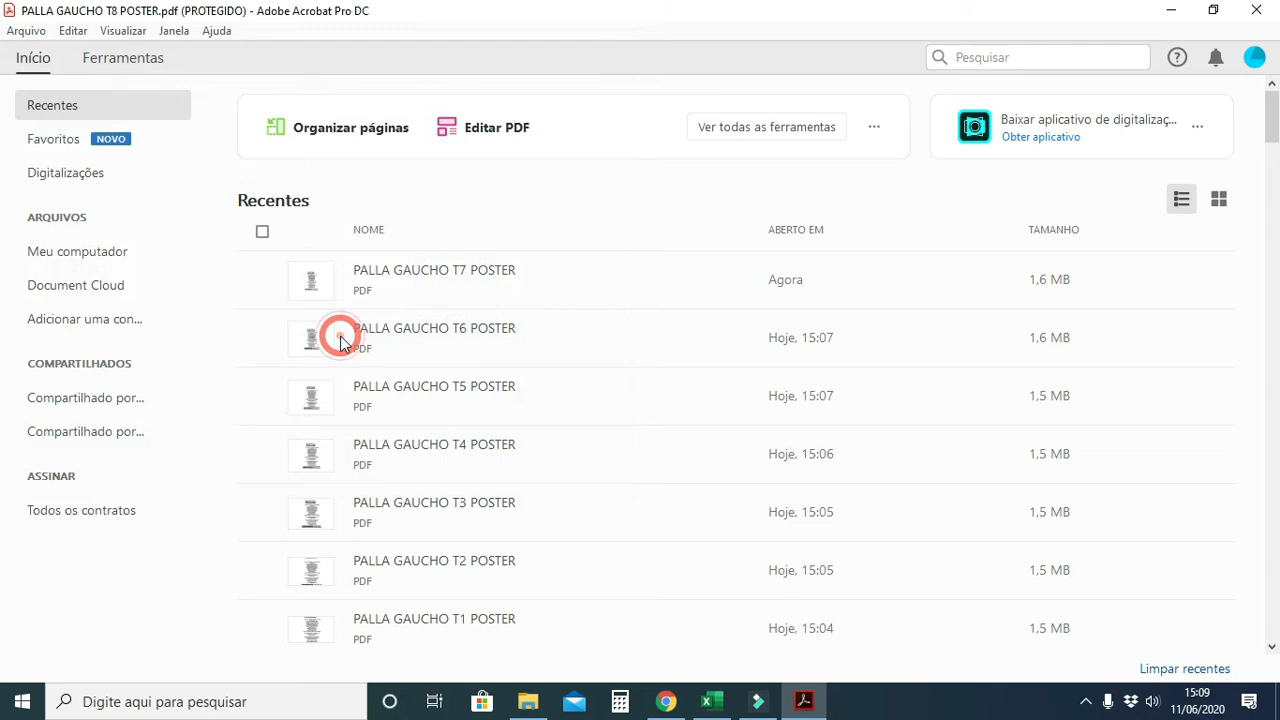 PALLA GAUCHO T8 POSTER.pdf (PROTEGIDO) - Adobe Acrobat Pro DC
Arquivo Editar Visualizar Janela Ajuda
Início Ferramentas
Pesquisar
Recentes
Favoritos NOVO
Digitalizações
ARQUIVOS
Meu computador
Document Cloud
Adicionar uma con...
COMPARTILHADOS
Compartilhado por...
Compartilhado por...
ASSINAR
Todos os contratos
Organizar páginas Editar PDF Ver todas as ferramentas ...
Baixar aplicativo de digitalizaç... ...
Obter aplicativo
Recentes
NOME ABERTO EM TAMANHO
PALLA GAUCHO T7 POSTER
PDF
Agora 1,6 MB
PALLA GAUCHO T6 POSTER
PDF
Hoje, 15:07 1,6 MB
PALLA GAUCHO T5 POSTER
PDF
Hoje, 15:07 1,5 MB
PALLA GAUCHO T4 POSTER
PDF
Hoje, 15:06 1,5 MB
PALLA GAUCHO T3 POSTER
PDF
Hoje, 15:05 1,5 MB
PALLA GAUCHO T2 POSTER
PDF
Hoje, 15:05 1,5 MB
PALLA GAUCHO T1 POSTER
PDF
Hoje, 15:04 1,5 MB
Limpar recentes
Digite aqui para pesquisar
15:09
11/06/2020